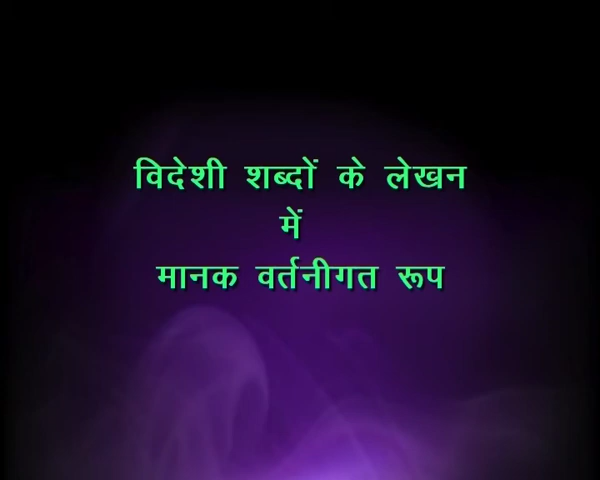 विदेशी शब्दों के लेखन
में
मानक वर्तनीगत रूप